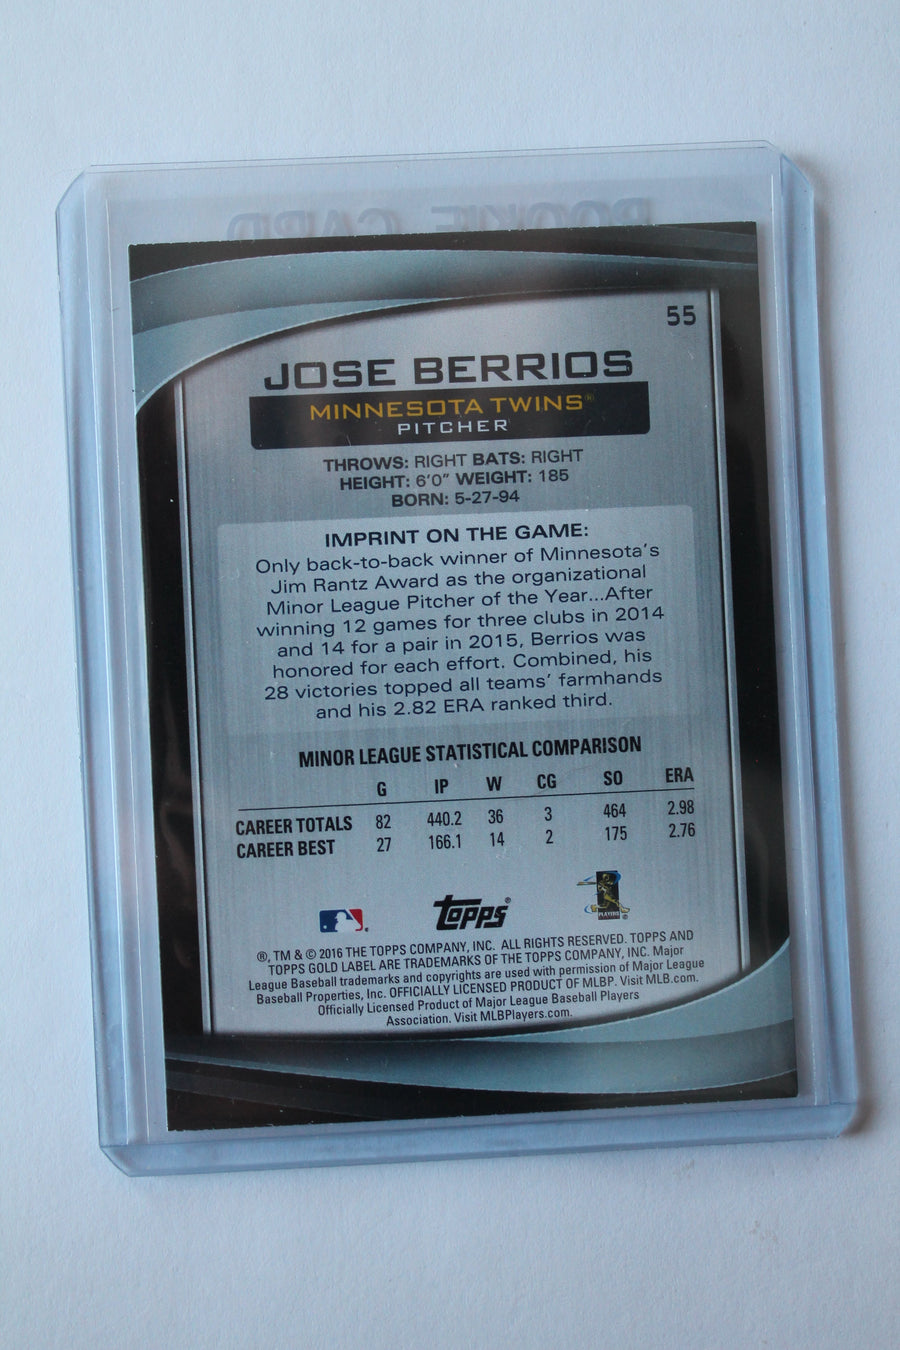 ROOKIE CARD
55
JOSE BERRIOS
MINNESOTA TWINS®
PITCHER
THROWS: RIGHT BATS: RIGHT
HEIGHT: 6'0" WEIGHT: 185
BORN: 5-27-94
IMPRINT ON THE GAME:
Only back-to-back winner of Minnesota's
Jim Rantz Award as the organizational
Minor League Pitcher of the Year...After
winning 12 games for three clubs in 2014
and 14 for a pair in 2015, Berrios was
honored for each effort. Combined, his
28 victories topped all teams' farmhands
and his 2.82 ERA ranked third.
MINOR LEAGUE STATISTICAL COMPARISON
G IP W CG SO ERA
CAREER TOTALS 82 440.2 36 3 464 2.98
CAREER BEST 27 166.1 14 2 175 2.76
topps®
PLAYERS
®, TM & © 2016 THE TOPPS COMPANY, INC. ALL RIGHTS RESERVED. TOPPS AND
TOPPS GOLD LABEL ARE TRADEMARKS OF THE TOPPS COMPANY, INC. Major
League Baseball trademarks and copyrights are used with permission of Major League
Baseball Properties, Inc. OFFICIALLY LICENSED PRODUCT OF MLBP. Visit MLB.com.
Officially Licensed Product of Major League Baseball Players
Association. Visit MLBPlayers.com.